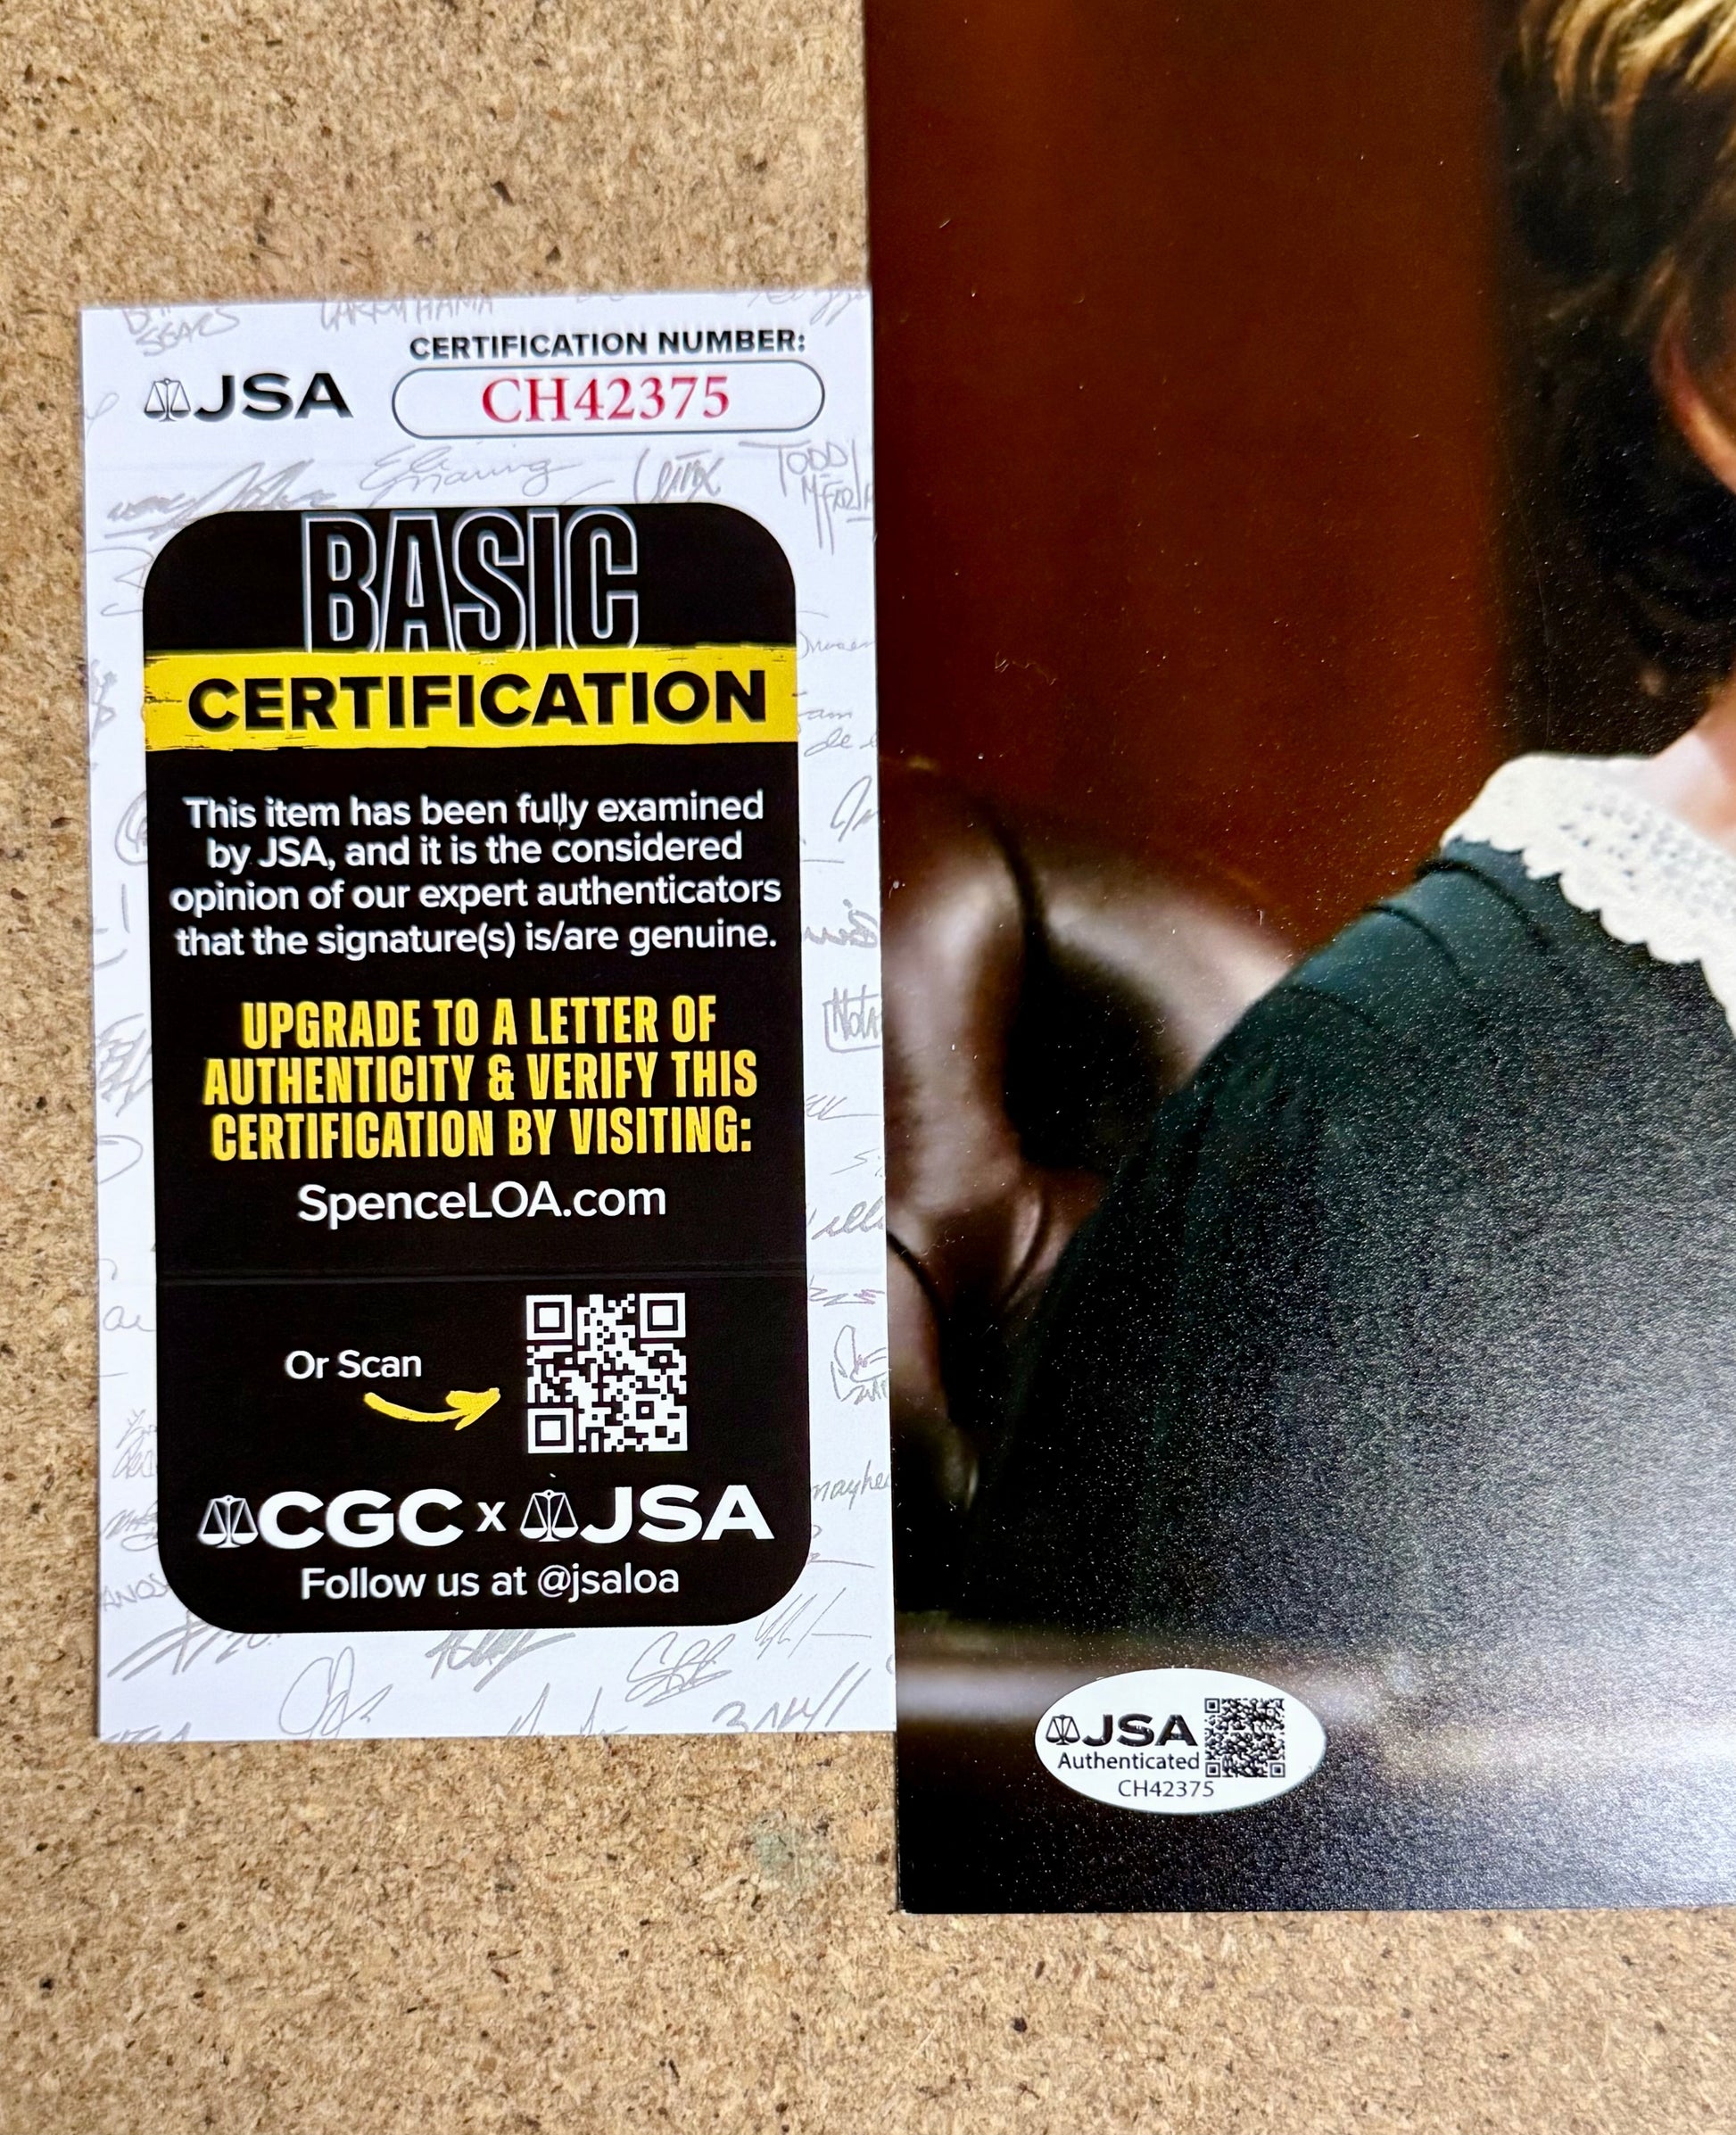 CERTIFICATION NUMBER:
JSA
CH42375
TODD
BASIC
CERTIFICATION
This item has been fully examined
by JSA, and it is the considered
opinion of our expert authenticators
that the signature(s) is/are genuine.
UPGRADE TO A LETTER OF
AUTHENTICITY & VERIFY THIS
CERTIFICATION BY VISITING:
SpenceLOA.com
Or Scan
CGC x JSA
Follow us at @jsaloa
JSA
Authenticated
CH42375